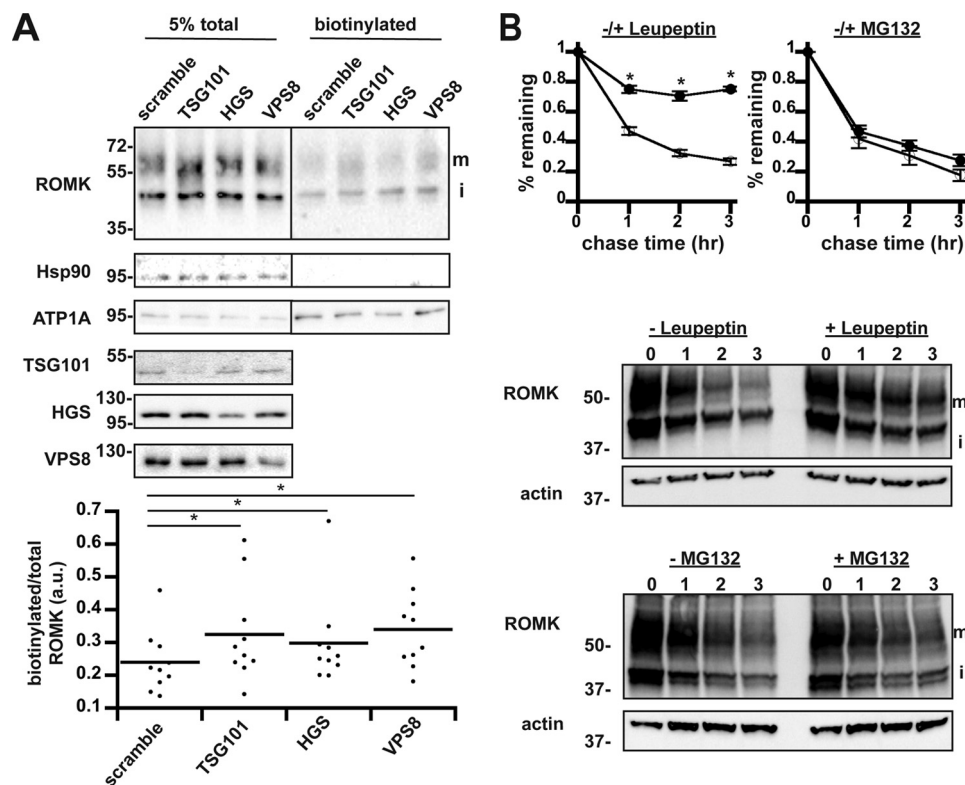 A
5% total
biotinylated
scramble
TSG101
HGS
VPS8
scramble
TSG101
HGS
VPS8
72-
ROMK
55-
m
i
35-
Hsp90
95-
ATP1A
95-
55-
TSG101
130-
HGS
95-
130-
VPS8
* * *
biotinylated/total
ROMK (a.u.)
0.7
0.6
0.5
0.4
0.3
0.2
0.1
scramble
TSG101
HGS
VPS8
B
-/+ Leupeptin
% remaining
1
0.8
0.6
0.4
0.2
0
* * *
0 1 2 3
chase time (hr)
-/+ MG132
% remaining
1
0.8
0.6
0.4
0.2
0
0 1 2 3
chase time (hr)
- Leupeptin
+ Leupeptin
0 1 2 3 0 1 2 3
ROMK
50-
m
i
37-
actin
37-
- MG132
+ MG132
0 1 2 3 0 1 2 3
ROMK
50-
m
i
37-
actin
37-